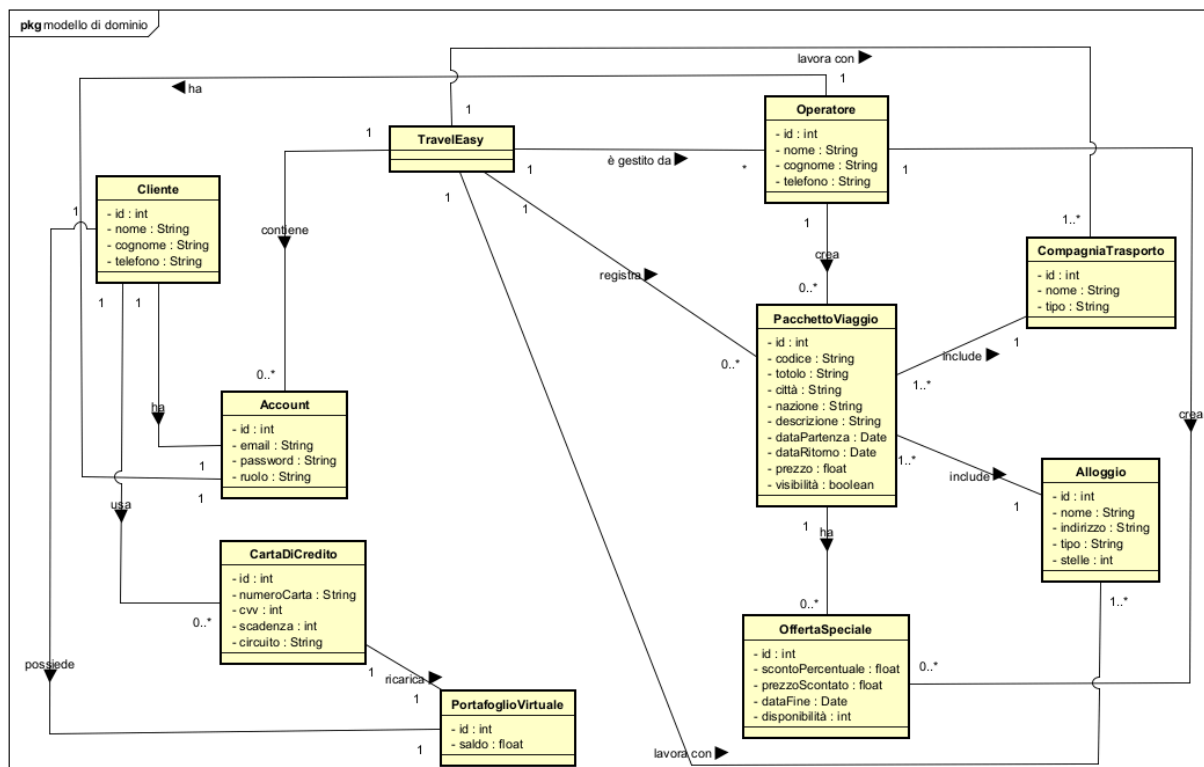 pkg modello di dominio
lavora con
ha
1
1
1
TravelEasy
1
1
1
1
contiene
è gestito da
*
Operatore
- id : int
- nome : String
- cognome : String
- telefono : String
1
1
crea
0..*
crea
Cliente
- id : int
- nome : String
- cognome : String
- telefono : String
1
1
1
1
registra
0..*
1..*
CompagniaTrasporto
- id : int
- nome : String
- tipo : String
1
include
1..*
PacchettoViaggio
- id : int
- codice : String
- totolo : String
- città : String
- nazione : String
- descrizione : String
- dataPartenza : Date
- dataRitorno : Date
- prezzo : float
- visibilità : boolean
1..*
include
1
1
ha
0..*
0..*
Account
- id : int
- email : String
- password : String
- ruolo : String
ha
1
1
usa
Alloggio
- id : int
- nome : String
- indirizzo : String
- tipo : String
- stelle : int
1..*
CartaDiCredito
- id : int
- numeroCarta : String
- cvv : int
- scadenza : int
- circuito : String
0..*
1
ricarica
1
possiede
PortafoglioVirtuale
- id : int
- saldo : float
1
OffertaSpeciale
- id : int
- scontoPercentuale : float
- prezzoScontato : float
- dataFine : Date
- disponibilità : int
0..*
lavora con